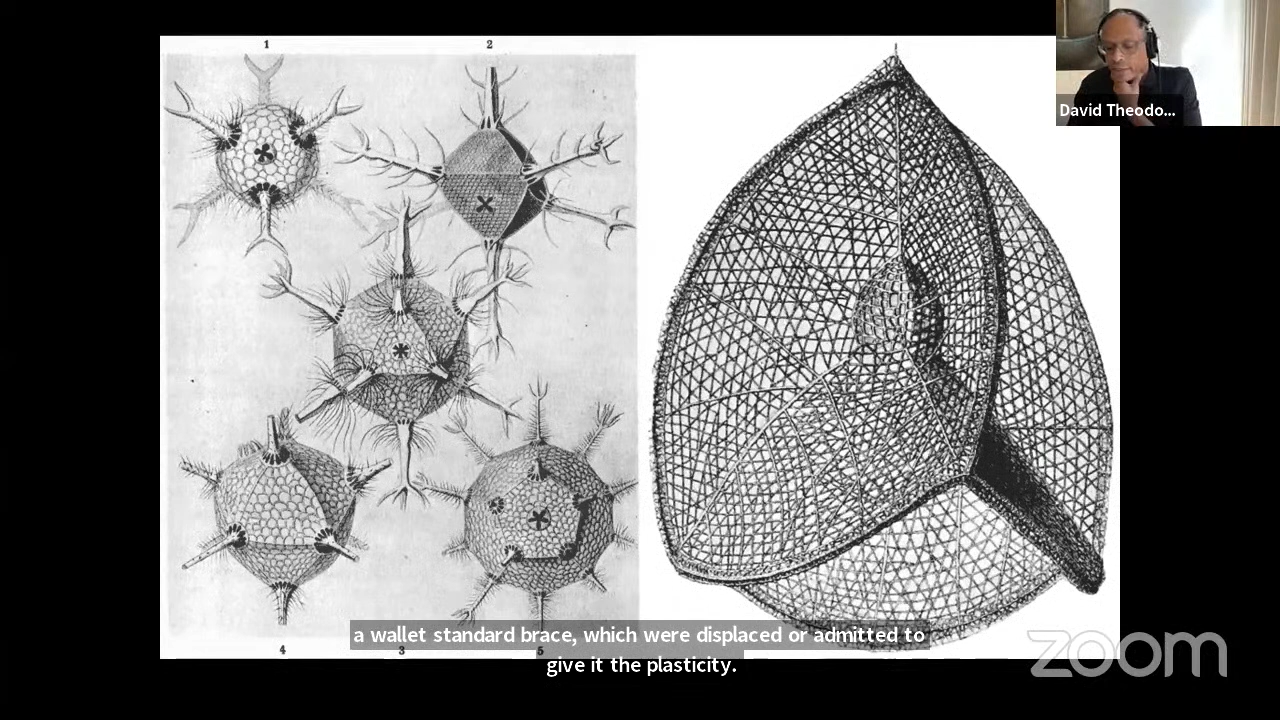 1 2
David Theodo...
4 3 5
a wallet standard brace, which were displaced or admitted to
give it the plasticity.
zoom